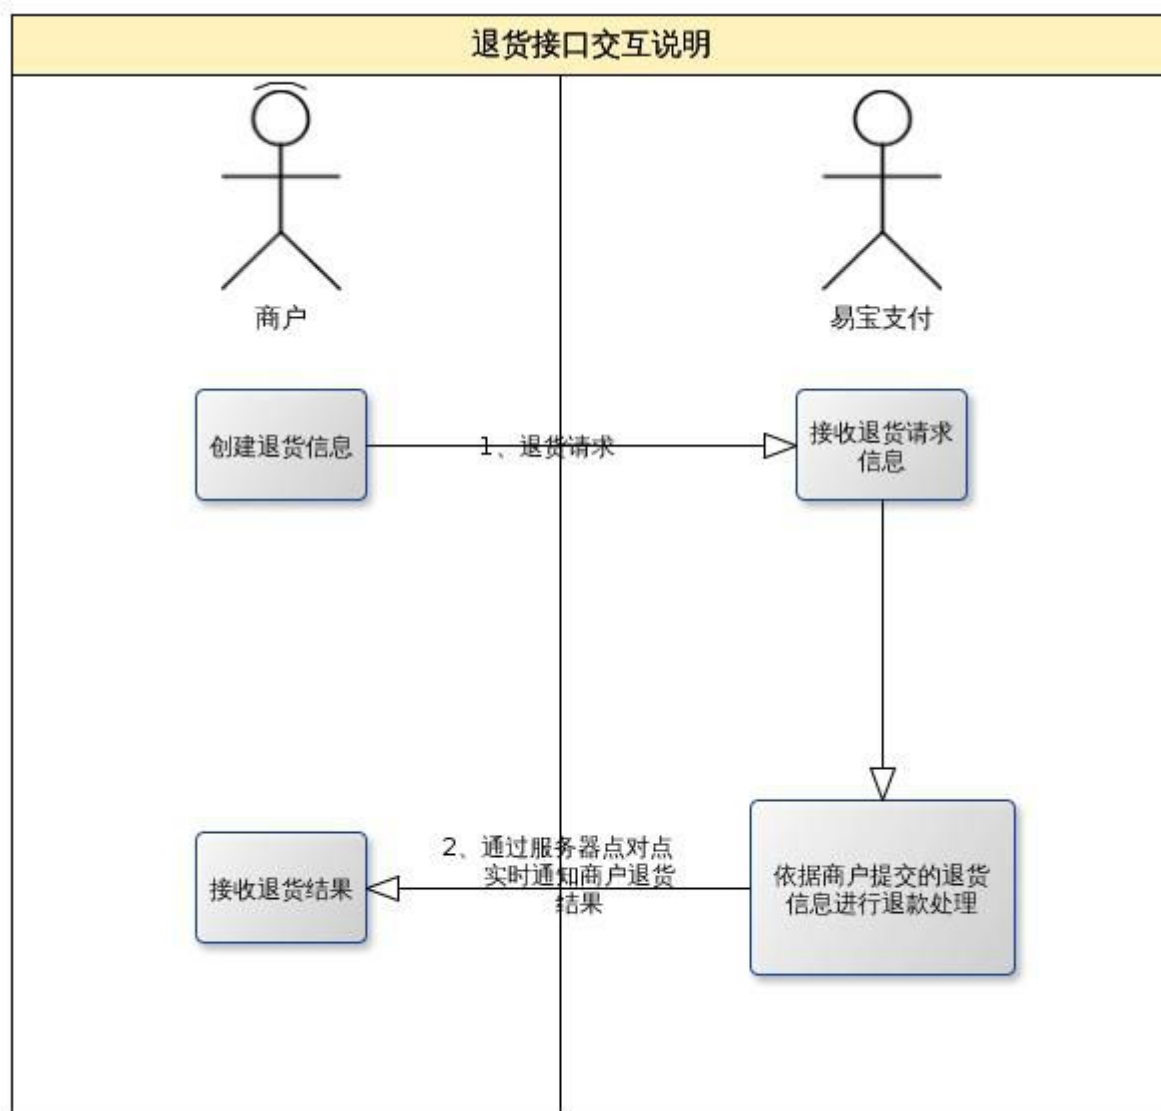 退货接口交互说明
商户
易宝支付
创建退货信息
1、退货请求
接收退货请求
信息
接收退货结果
2、通过服务器点对点
实时通知商户退货
结果
依据商户提交的退货
信息进行退款处理